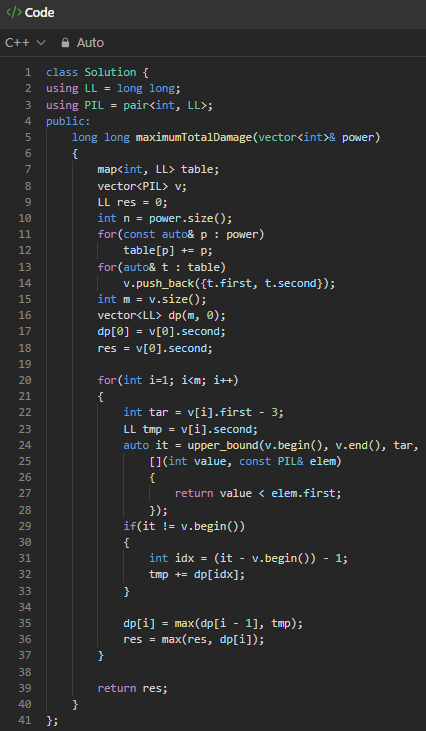 </> Code
C++ Auto
1 class Solution {
2 using LL = long long;
3 using PIL = pair<int, LL>;
4 public:
5     long long maximumTotalDamage(vector<int>& power)
6     {
7         map<int, LL> table;
8         vector<PIL> v;
9         LL res = 0;
10         int n = power.size();
11         for(const auto& p : power)
12             table[p] += p;
13         for(auto& t : table)
14             v.push_back({t.first, t.second});
15         int m = v.size();
16         vector<LL> dp(m, 0);
17         dp[0] = v[0].second;
18         res = v[0].second;
19
20         for(int i=1; i<m; i++)
21         {
22             int tar = v[i].first - 3;
23             LL tmp = v[i].second;
24             auto it = upper_bound(v.begin(), v.end(), tar,
25                 [](int value, const PIL& elem)
26                 {
27                     return value < elem.first;
28                 });
29             if(it != v.begin())
30             {
31                 int idx = (it - v.begin()) - 1;
32                 tmp += dp[idx];
33             }
34
35             dp[i] = max(dp[i - 1], tmp);
36             res = max(res, dp[i]);
37         }
38
39         return res;
40     }
41 };